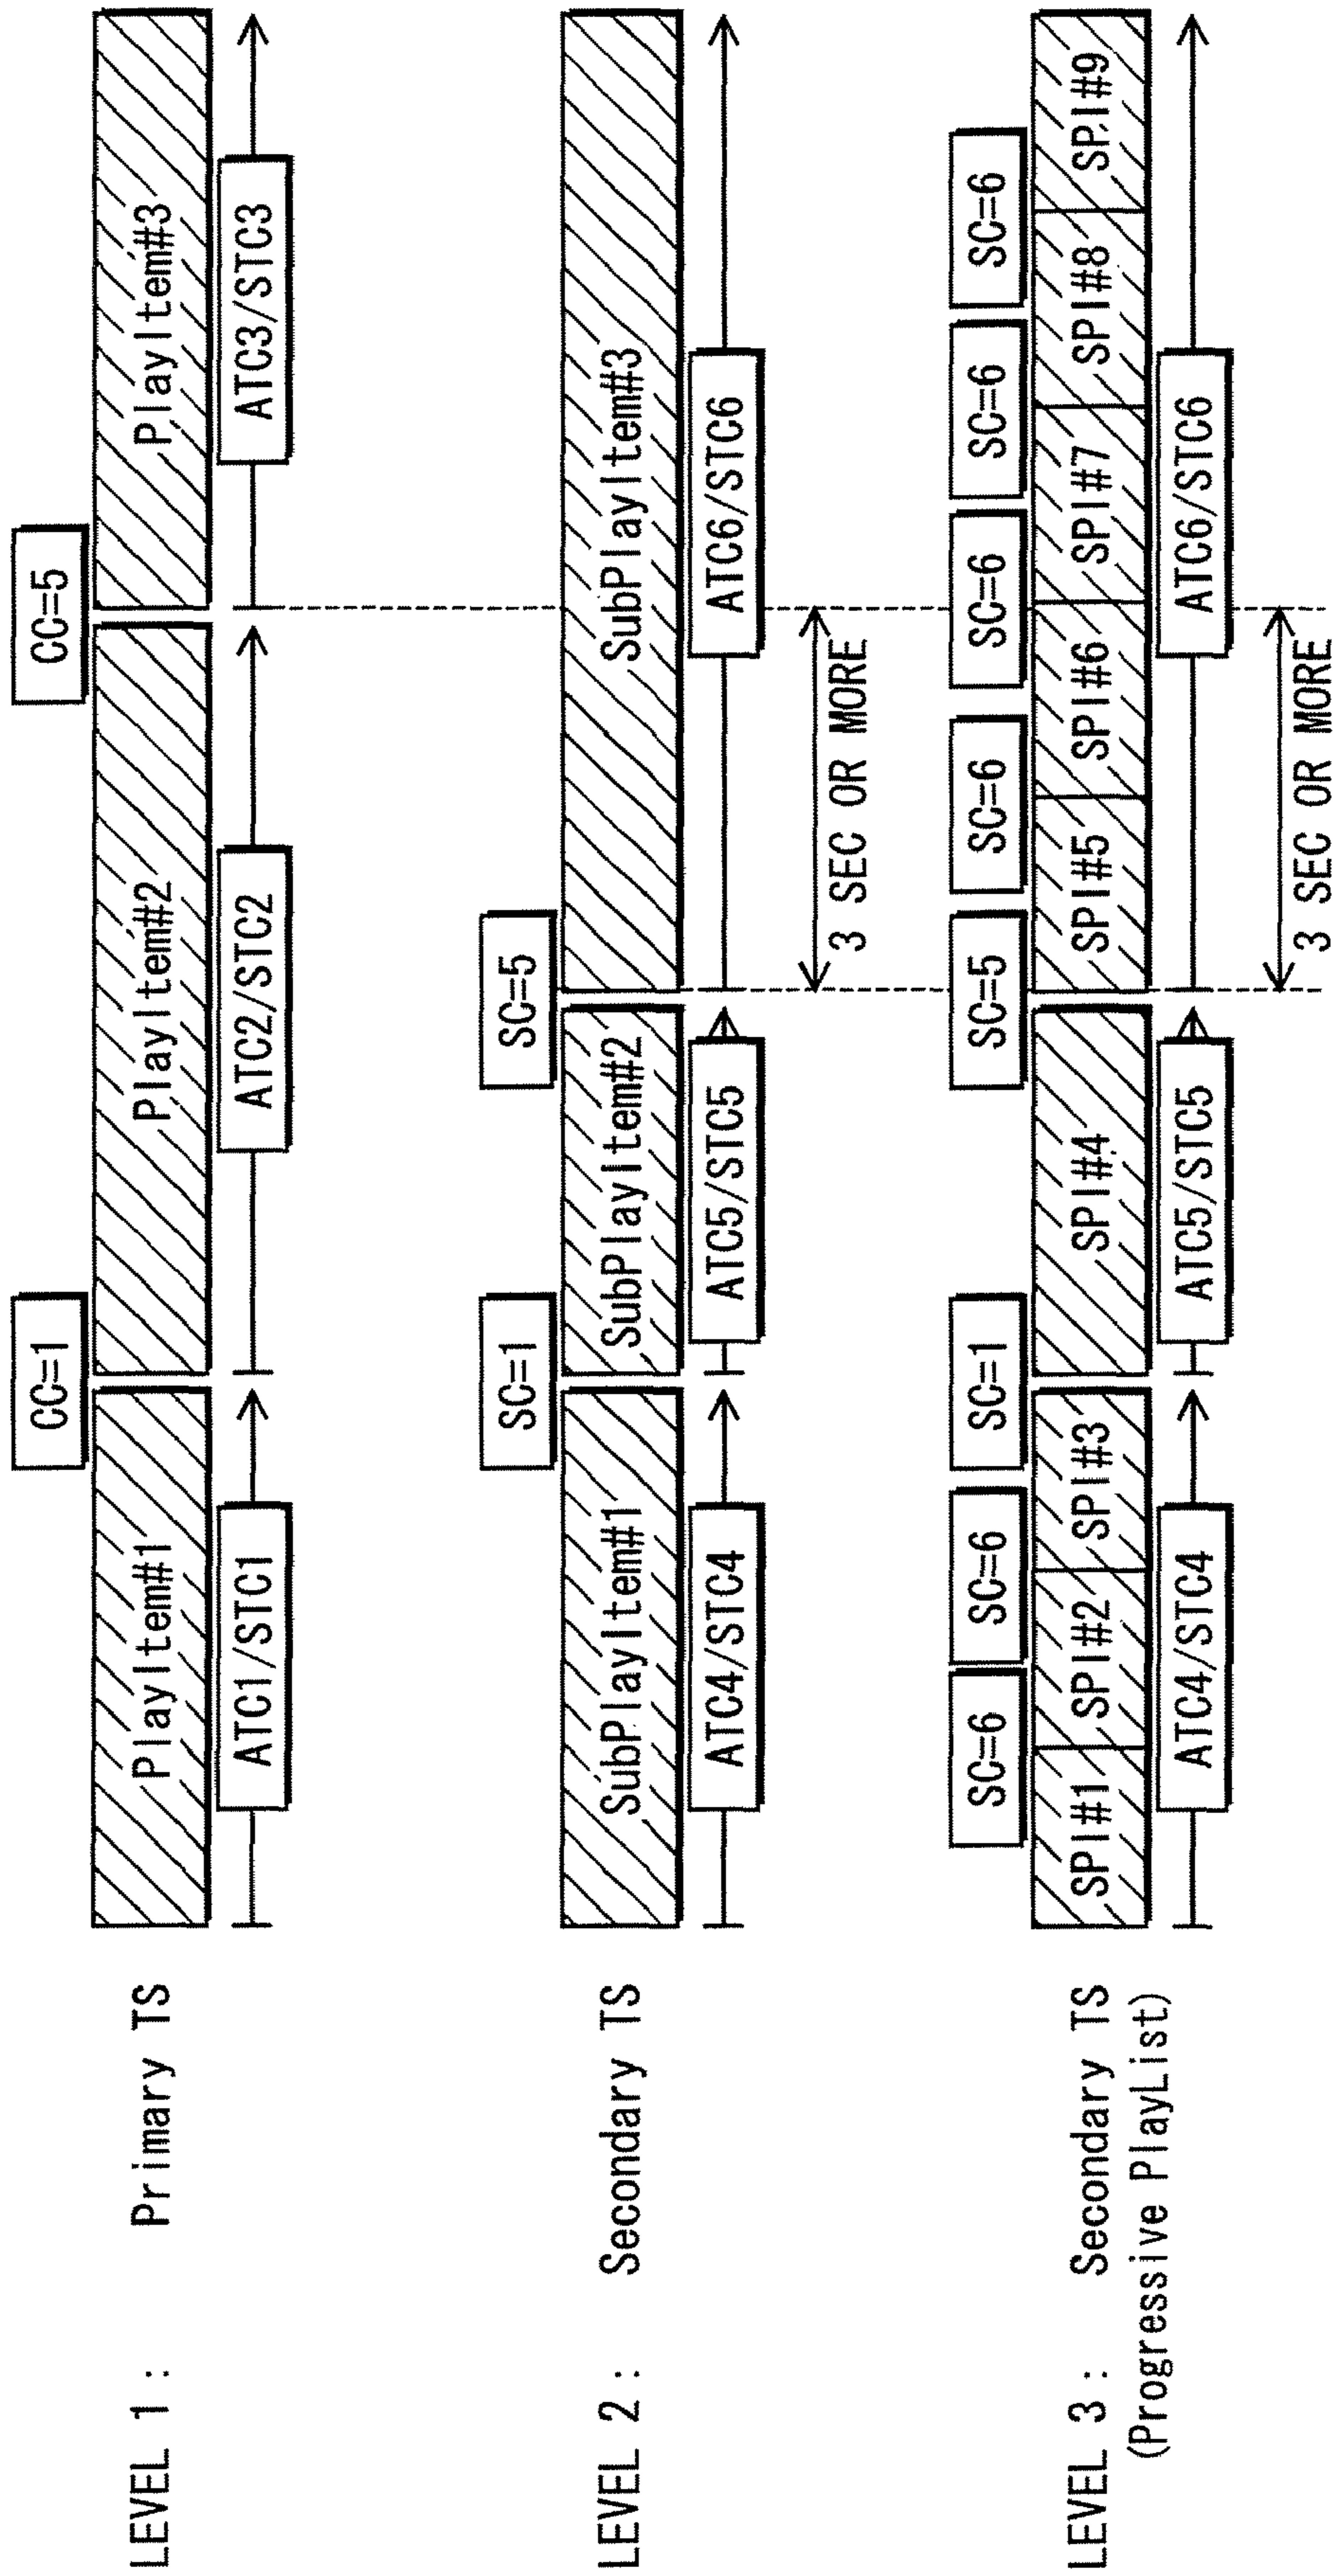 CC=1
CC=5
LEVEL 1 : Primary TS
PlayItem#1
PlayItem#2
PlayItem#3
ATC1/STC1
ATC2/STC2
ATC3/STC3
SC=1
SC=5
LEVEL 2 : Secondary TS
SubPlayItem#1
SubPlayItem#2
SubPlayItem#3
ATC4/STC4
ATC5/STC5
ATC6/STC6
3 SEC OR MORE
SC=6
SC=6
SC=1
SC=5
SC=6
SC=6
SC=6
SC=6
LEVEL 3 : Secondary TS
(Progressive PlayList)
SPI#1
SPI#2
SPI#3
SPI#4
SPI#5
SPI#6
SPI#7
SPI#8
SPI#9
ATC4/STC4
ATC5/STC5
ATC6/STC6
3 SEC OR MORE